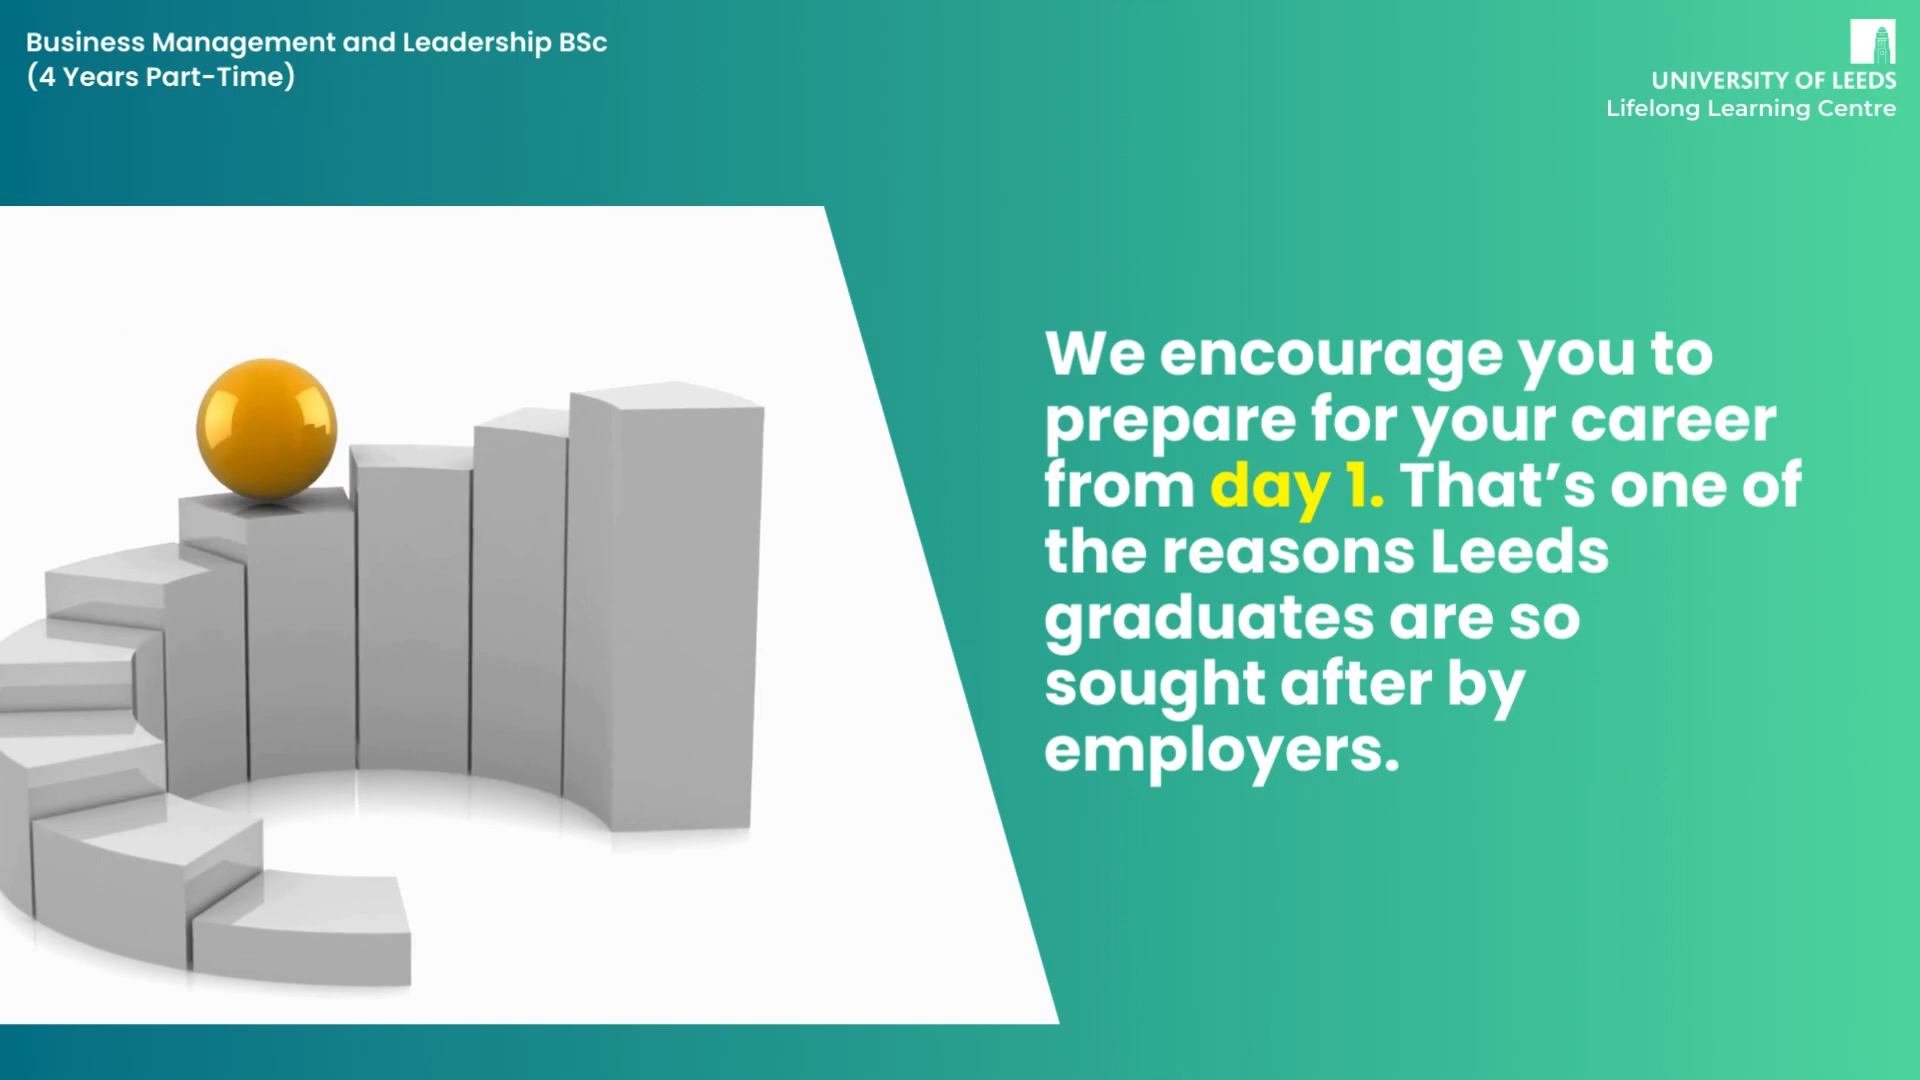 Business Management and Leadership BSc
(4 Years Part-Time)
UNIVERSITY OF LEEDS
Lifelong Learning Centre
We encourage you to
prepare for your career
from day 1. That’s one of
the reasons Leeds
graduates are so
sought after by
employers.